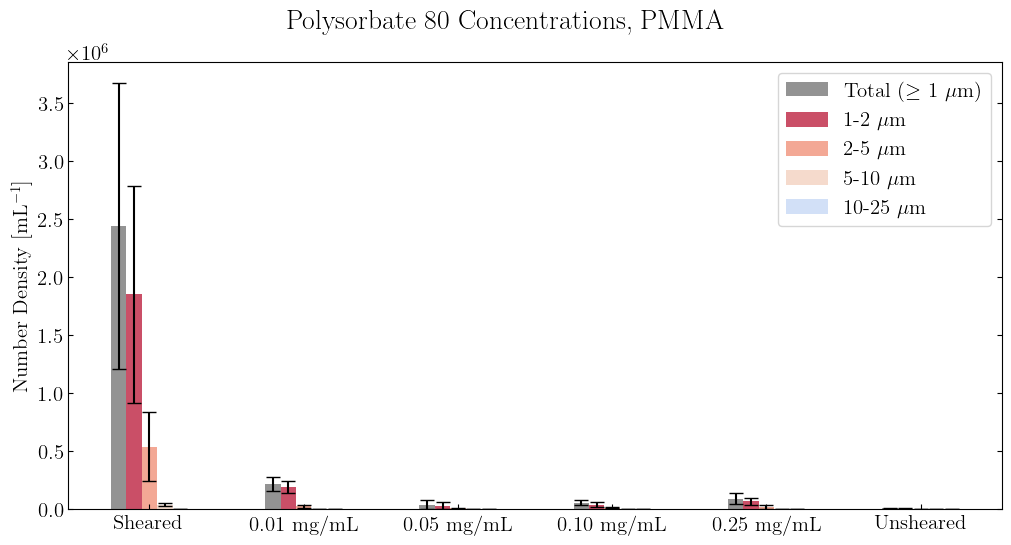 Polysorbate 80 Concentrations, PMMA
×10⁶
Number Density [mL⁻¹]
3.5
3.0
2.5
2.0
1.5
1.0
0.5
0.0
Total (≥ 1 μm)
1-2 μm
2-5 μm
5-10 μm
10-25 μm
Sheared 0.01 mg/mL 0.05 mg/mL 0.10 mg/mL 0.25 mg/mL Unsheared